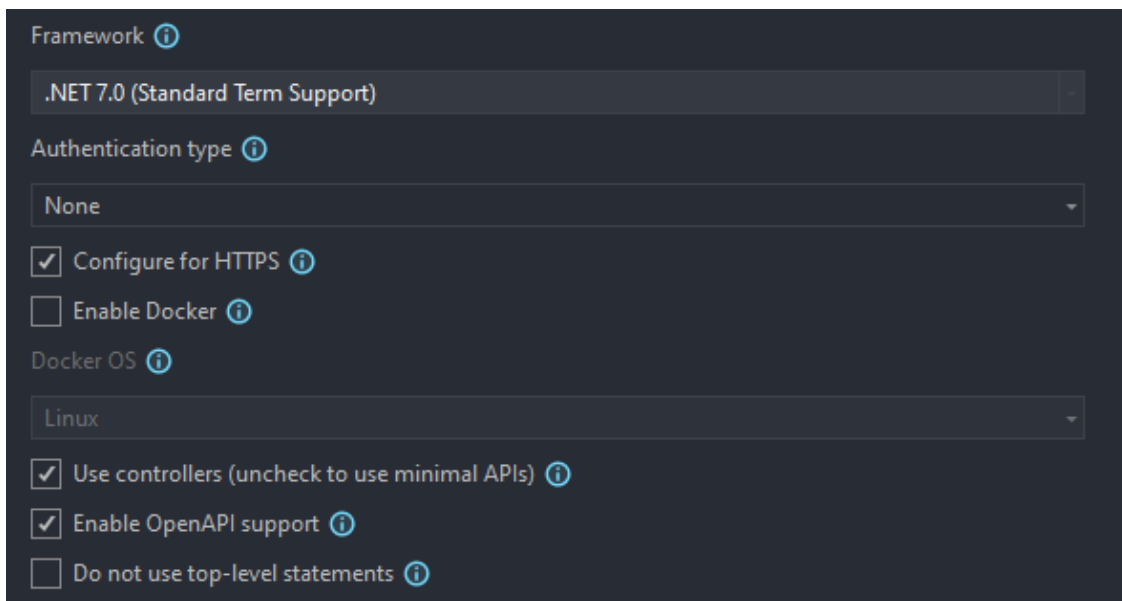 Framework
.NET 7.0 (Standard Term Support)
Authentication type
None
Configure for HTTPS
Enable Docker
Docker OS
Linux
Use controllers (uncheck to use minimal APIs)
Enable OpenAPI support
Do not use top-level statements